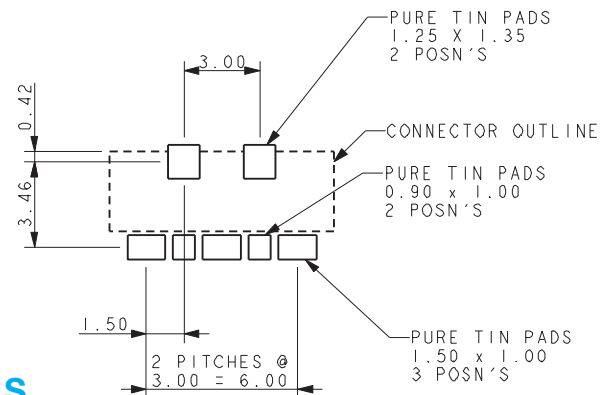 PURE TIN PADS
1.25 X 1.35
2 POSN'S
3.00
0.42
CONNECTOR OUTLINE
PURE TIN PADS
0.90 x 1.00
2 POSN'S
3.46
1.50
PURE TIN PADS
1.50 x 1.00
3 POSN'S
2 PITCHES @
3.00 = 6.00
S